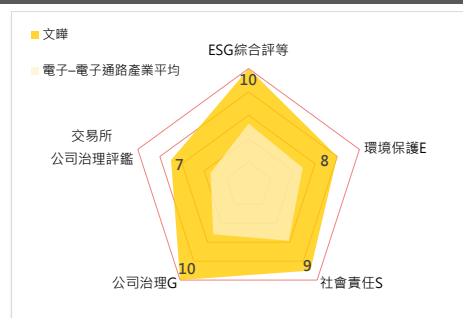 文曄
電子–電子通路產業平均
ESG綜合評等
10
環境保護E
8
社會責任S
9
公司治理G
10
交易所
公司治理評鑑
7